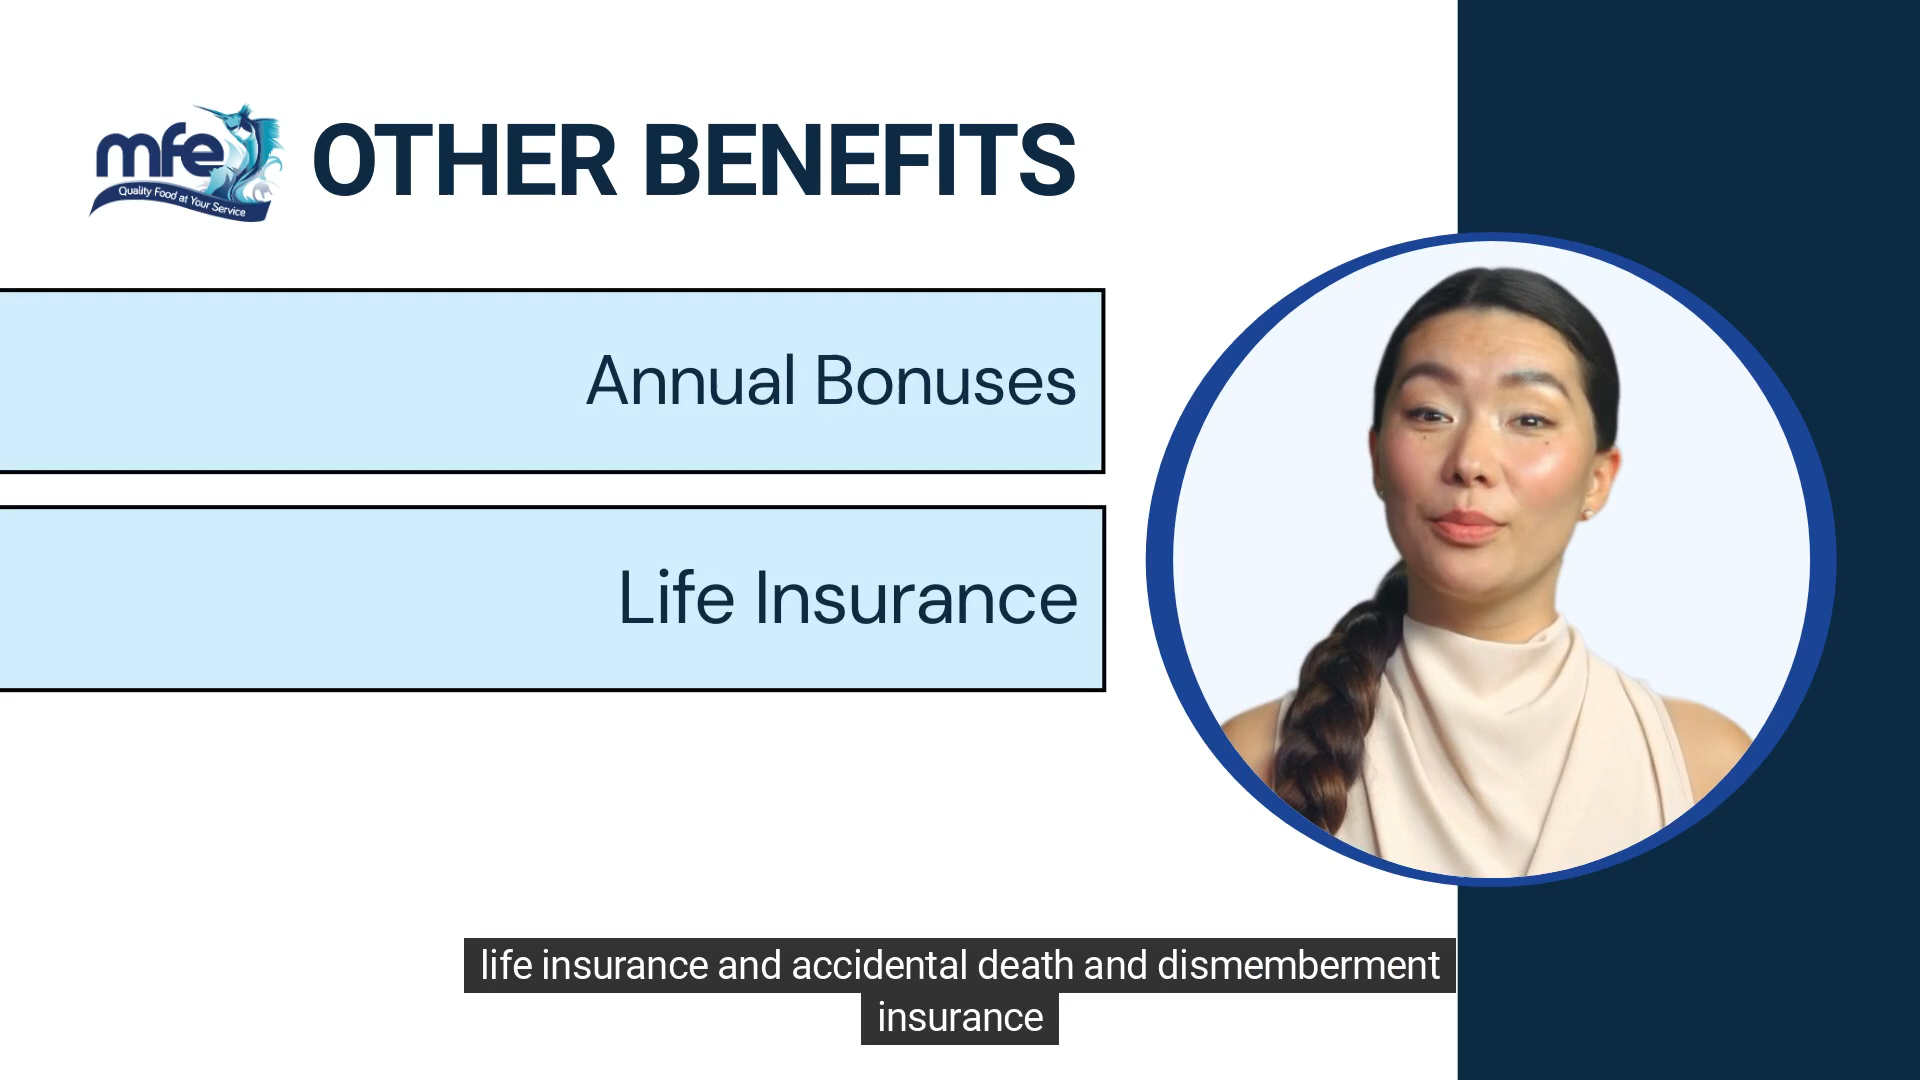 mfe
Quality Food at Your Service
OTHER BENEFITS
Annual Bonuses
Life Insurance
life insurance and accidental death and dismemberment
insurance